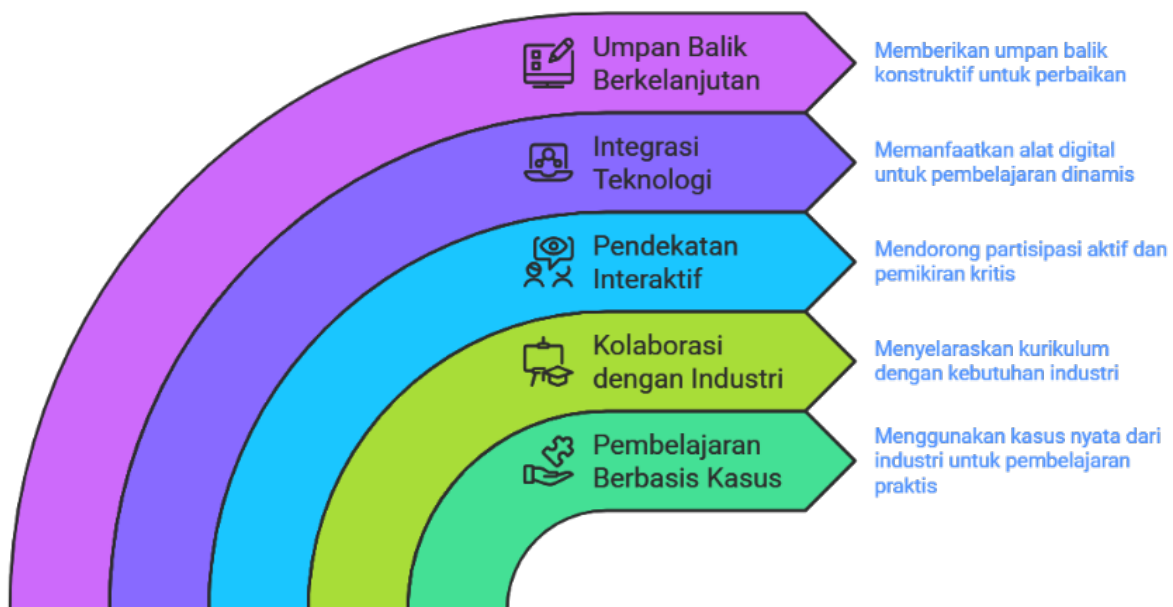 Umpan Balik
Berkelanjutan
Memberikan umpan balik
konstruktif untuk perbaikan
Integrasi
Teknologi
Memanfaatkan alat digital
untuk pembelajaran dinamis
Pendekatan
Interaktif
Mendorong partisipasi aktif dan
pemikiran kritis
Kolaborasi
dengan Industri
Menyelaraskan kurikulum
dengan kebutuhan industri
Pembelajaran
Berbasis Kasus
Menggunakan kasus nyata dari
industri untuk pembelajaran
praktis